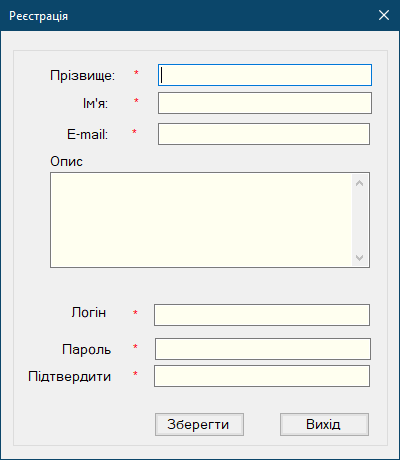 Реєстрація
Прізвище: *
Ім'я: *
E-mail: *
Опис
Логін *
Пароль *
Підтвердити *
Зберегти Вихід